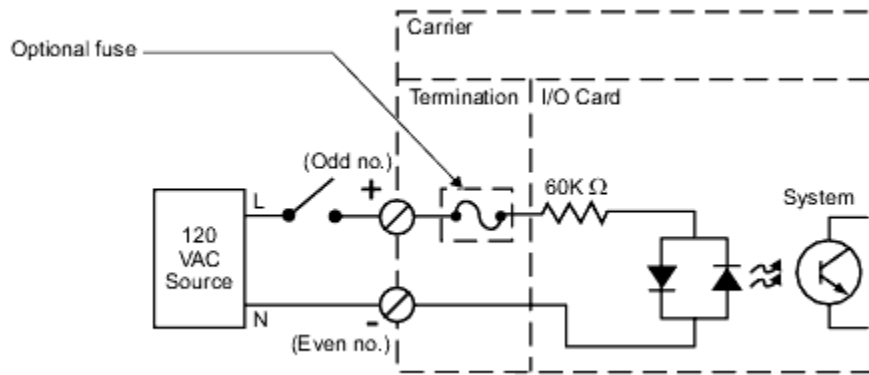 Carrier
Optional fuse
Termination
I/O Card
(Odd no.)
+
60K Ω
System
L
120
VAC
Source
N
-
(Even no.)